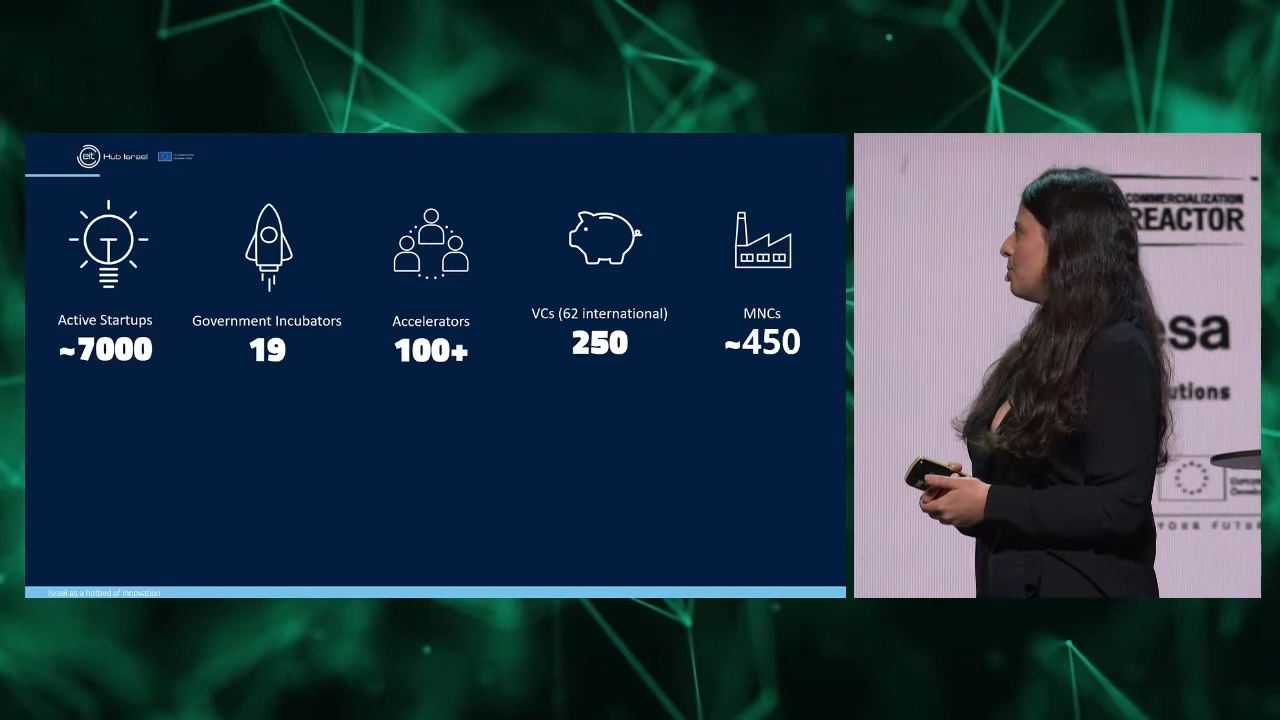 eit Hub Israel
Active Startups
~7000
Government Incubators
19
Accelerators
100+
VCs (62 international)
250
MNCs
~450
Israel as a hotbed of innovation
COMMERCIALIZATION
REACTOR
esa
utions
YOUR FUTU